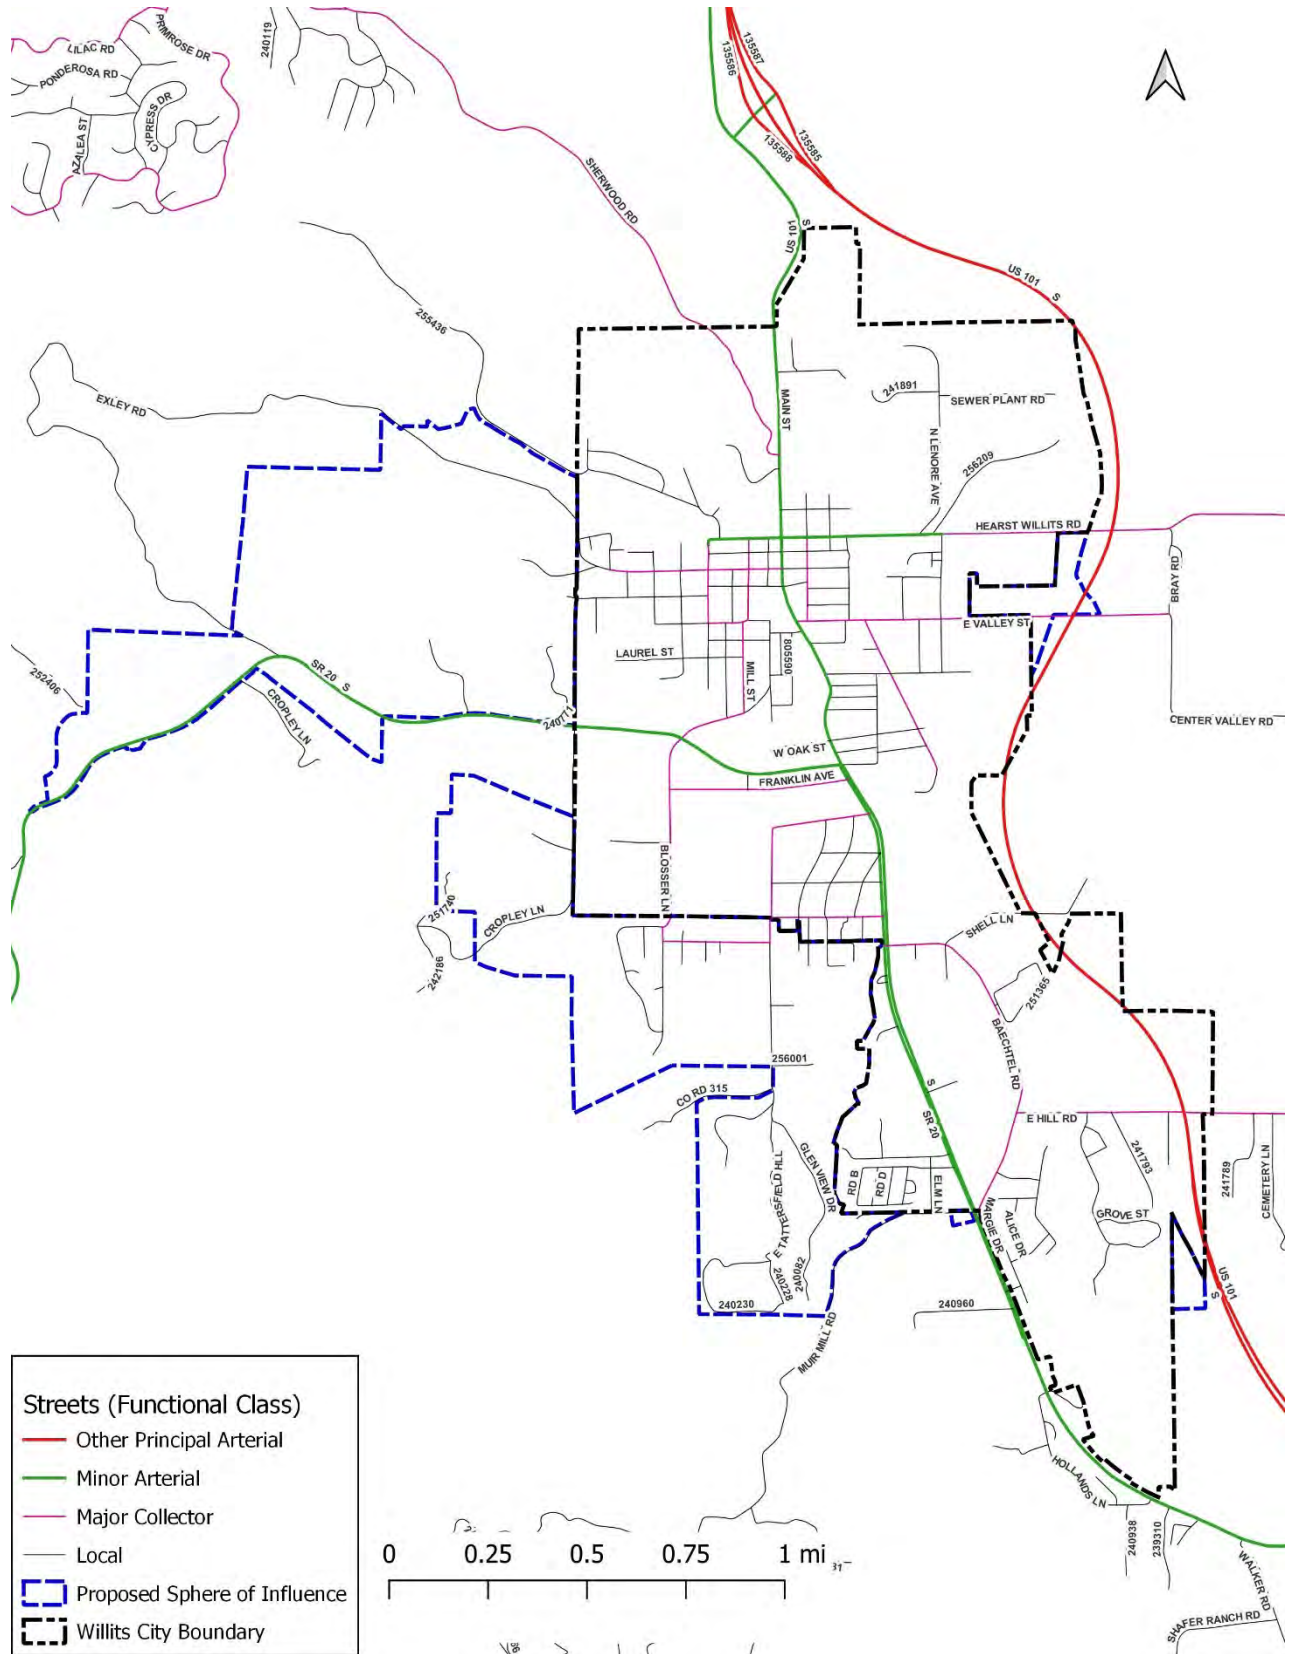 PRIMROSE DR
LILAC RD
PONDEROSA RD
CYPRESS DR
AZALEA ST
240119
135587
135586
135585
135588
SHERWOOD RD
US 101
S
US 101
S
255436
EXLEY RD
MAIN ST
241891
SEWER PLANT RD
N LENORE AVE
256209
HEARST WILLITS RD
BRAY RD
E VALLEY ST
LAUREL ST
MILL ST
805590
SR 20
S
252406
CROPLEY LN
240771
CENTER VALLEY RD
W OAK ST
FRANKLIN AVE
BLOSSER LN
251740
CROPLEY LN
242186
SHELL LN
251365
BAECHTEL RD
256001
CO RD 315
S
SR 20
E HILL RD
GLEN VIEW DR
E TATTERSFIELD HLL
RD B
RD D
ELM LN
MARGIE DR
ALICE DR
241793
241789
CEMETERY LN
GROVE ST
240082
240228
240230
240960
US 101
S
MUIR MILL RD
HOLLANDS LN
240938
239310
WALKER RD
SHAFER RANCH RD
Streets (Functional Class)
Other Principal Arterial
Minor Arterial
Major Collector
Local
Proposed Sphere of Influence
Willits City Boundary
0 0.25 0.5 0.75 1 mi